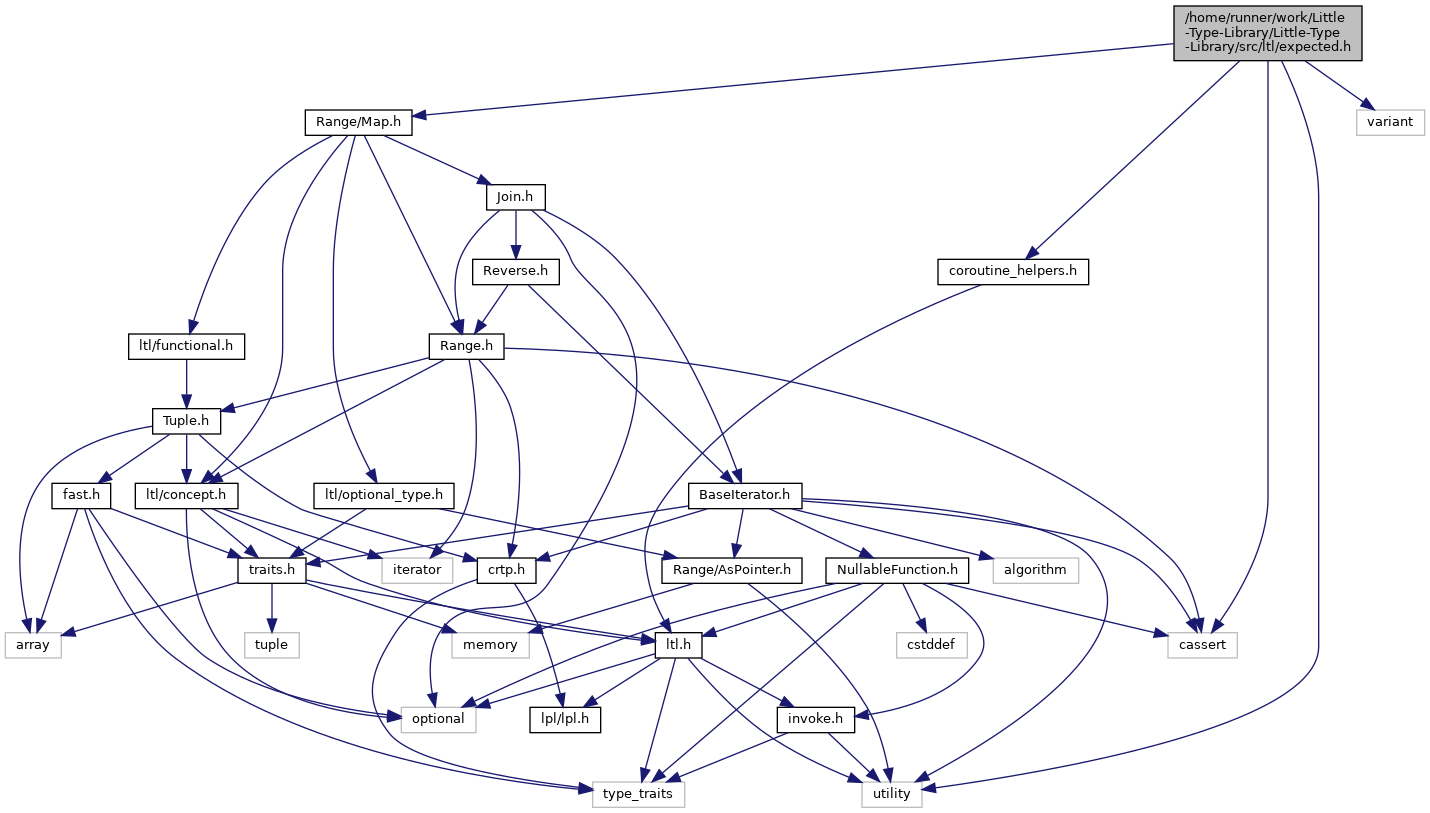 /home/runner/work/Little
-Type-Library/Little-Type
-Library/src/ltl/expected.h
Range/Map.h
variant
Join.h
Reverse.h
coroutine_helpers.h
ltl/functional.h
Range.h
Tuple.h
fast.h
ltl/concept.h
ltl/optional_type.h
BaseIterator.h
traits.h
iterator
crtp.h
Range/AsPointer.h
NullableFunction.h
algorithm
array
tuple
memory
ltl.h
cstddef
cassert
optional
lpl/lpl.h
invoke.h
type_traits
utility